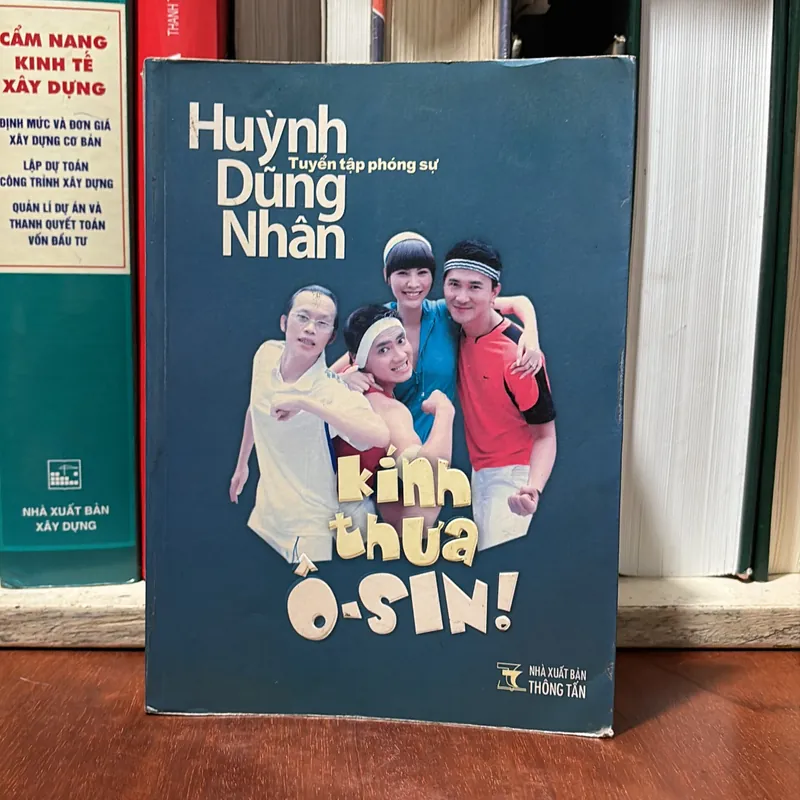 CẨM NANG
KINH TẾ
XÂY DỰNG
ĐỊNH MỨC VÀ ĐƠN GIÁ
XÂY DỰNG CƠ BẢN
LẬP DỰ TOÁN
CÔNG TRÌNH XÂY DỰNG
QUẢN LÍ DỰ ÁN VÀ
THANH QUYẾT TOÁN
VỐN ĐẦU TƯ
NHÀ XUẤT BẢN
XÂY DỰNG
Huỳnh
Tuyển tập phóng sự
Dũng
Nhân
kính
thưa
Ô-SIN!
NHÀ XUẤT BẢN
THÔNG TẤN